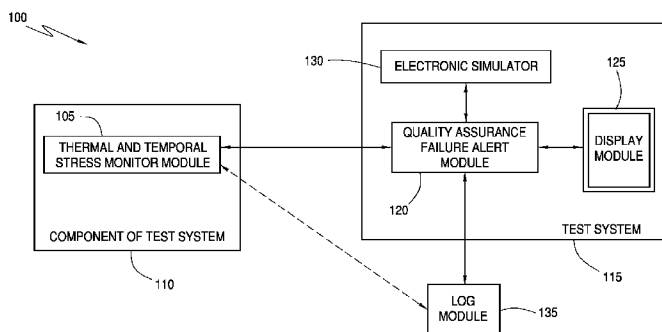 100
130
ELECTRONIC SIMULATOR
125
105
THERMAL AND TEMPORAL
STRESS MONITOR MODULE
QUALITY ASSURANCE
FAILURE ALERT
MODULE
DISPLAY
MODULE
120
COMPONENT OF TEST SYSTEM
TEST SYSTEM
110
115
LOG
MODULE
135